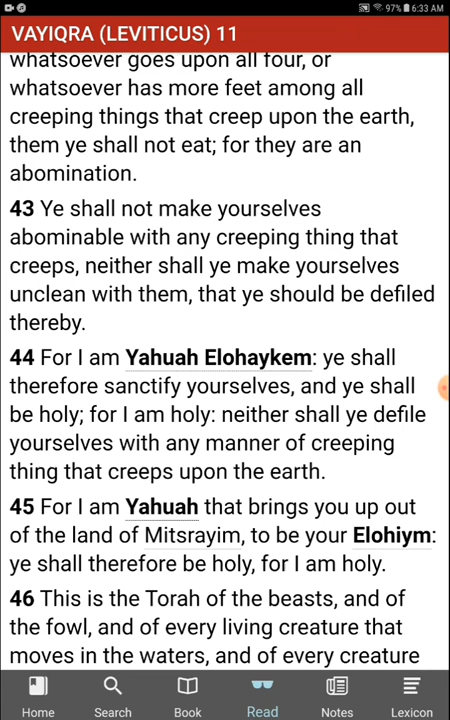 97% 6:33 AM
VAYIQRA (LEVITICUS) 11
whatsoever goes upon all four, or
whatsoever has more feet among all
creeping things that creep upon the earth,
them ye shall not eat; for they are an
abomination.
43 Ye shall not make yourselves
abominable with any creeping thing that
creeps, neither shall ye make yourselves
unclean with them, that ye should be defiled
thereby.
44 For I am Yahuah Elohaykem: ye shall
therefore sanctify yourselves, and ye shall
be holy; for I am holy: neither shall ye defile
yourselves with any manner of creeping
thing that creeps upon the earth.
45 For I am Yahuah that brings you up out
of the land of Mitsrayim, to be your Elohiym:
ye shall therefore be holy, for I am holy.
46 This is the Torah of the beasts, and of
the fowl, and of every living creature that
moves in the waters, and of every creature
Home Search Book Read Notes Lexicon